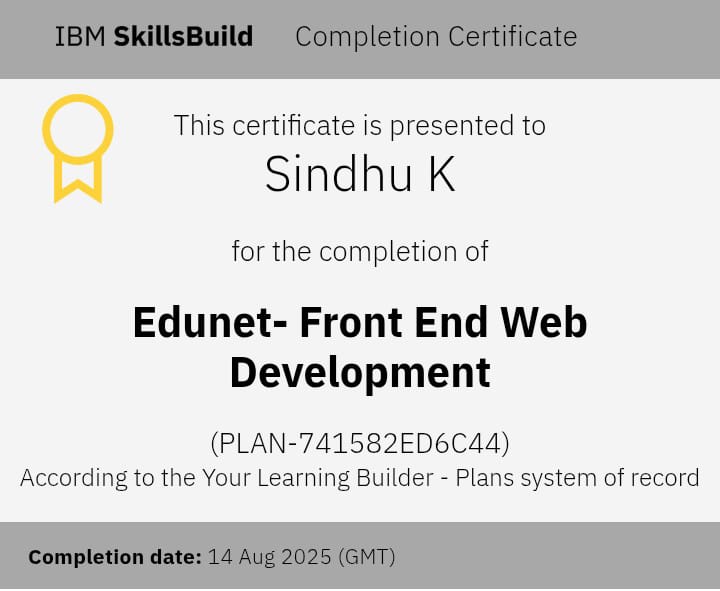 IBM SkillsBuild Completion Certificate
This certificate is presented to
Sindhu K
for the completion of
Edunet- Front End Web
Development
(PLAN-741582ED6C44)
According to the Your Learning Builder - Plans system of record
Completion date: 14 Aug 2025 (GMT)